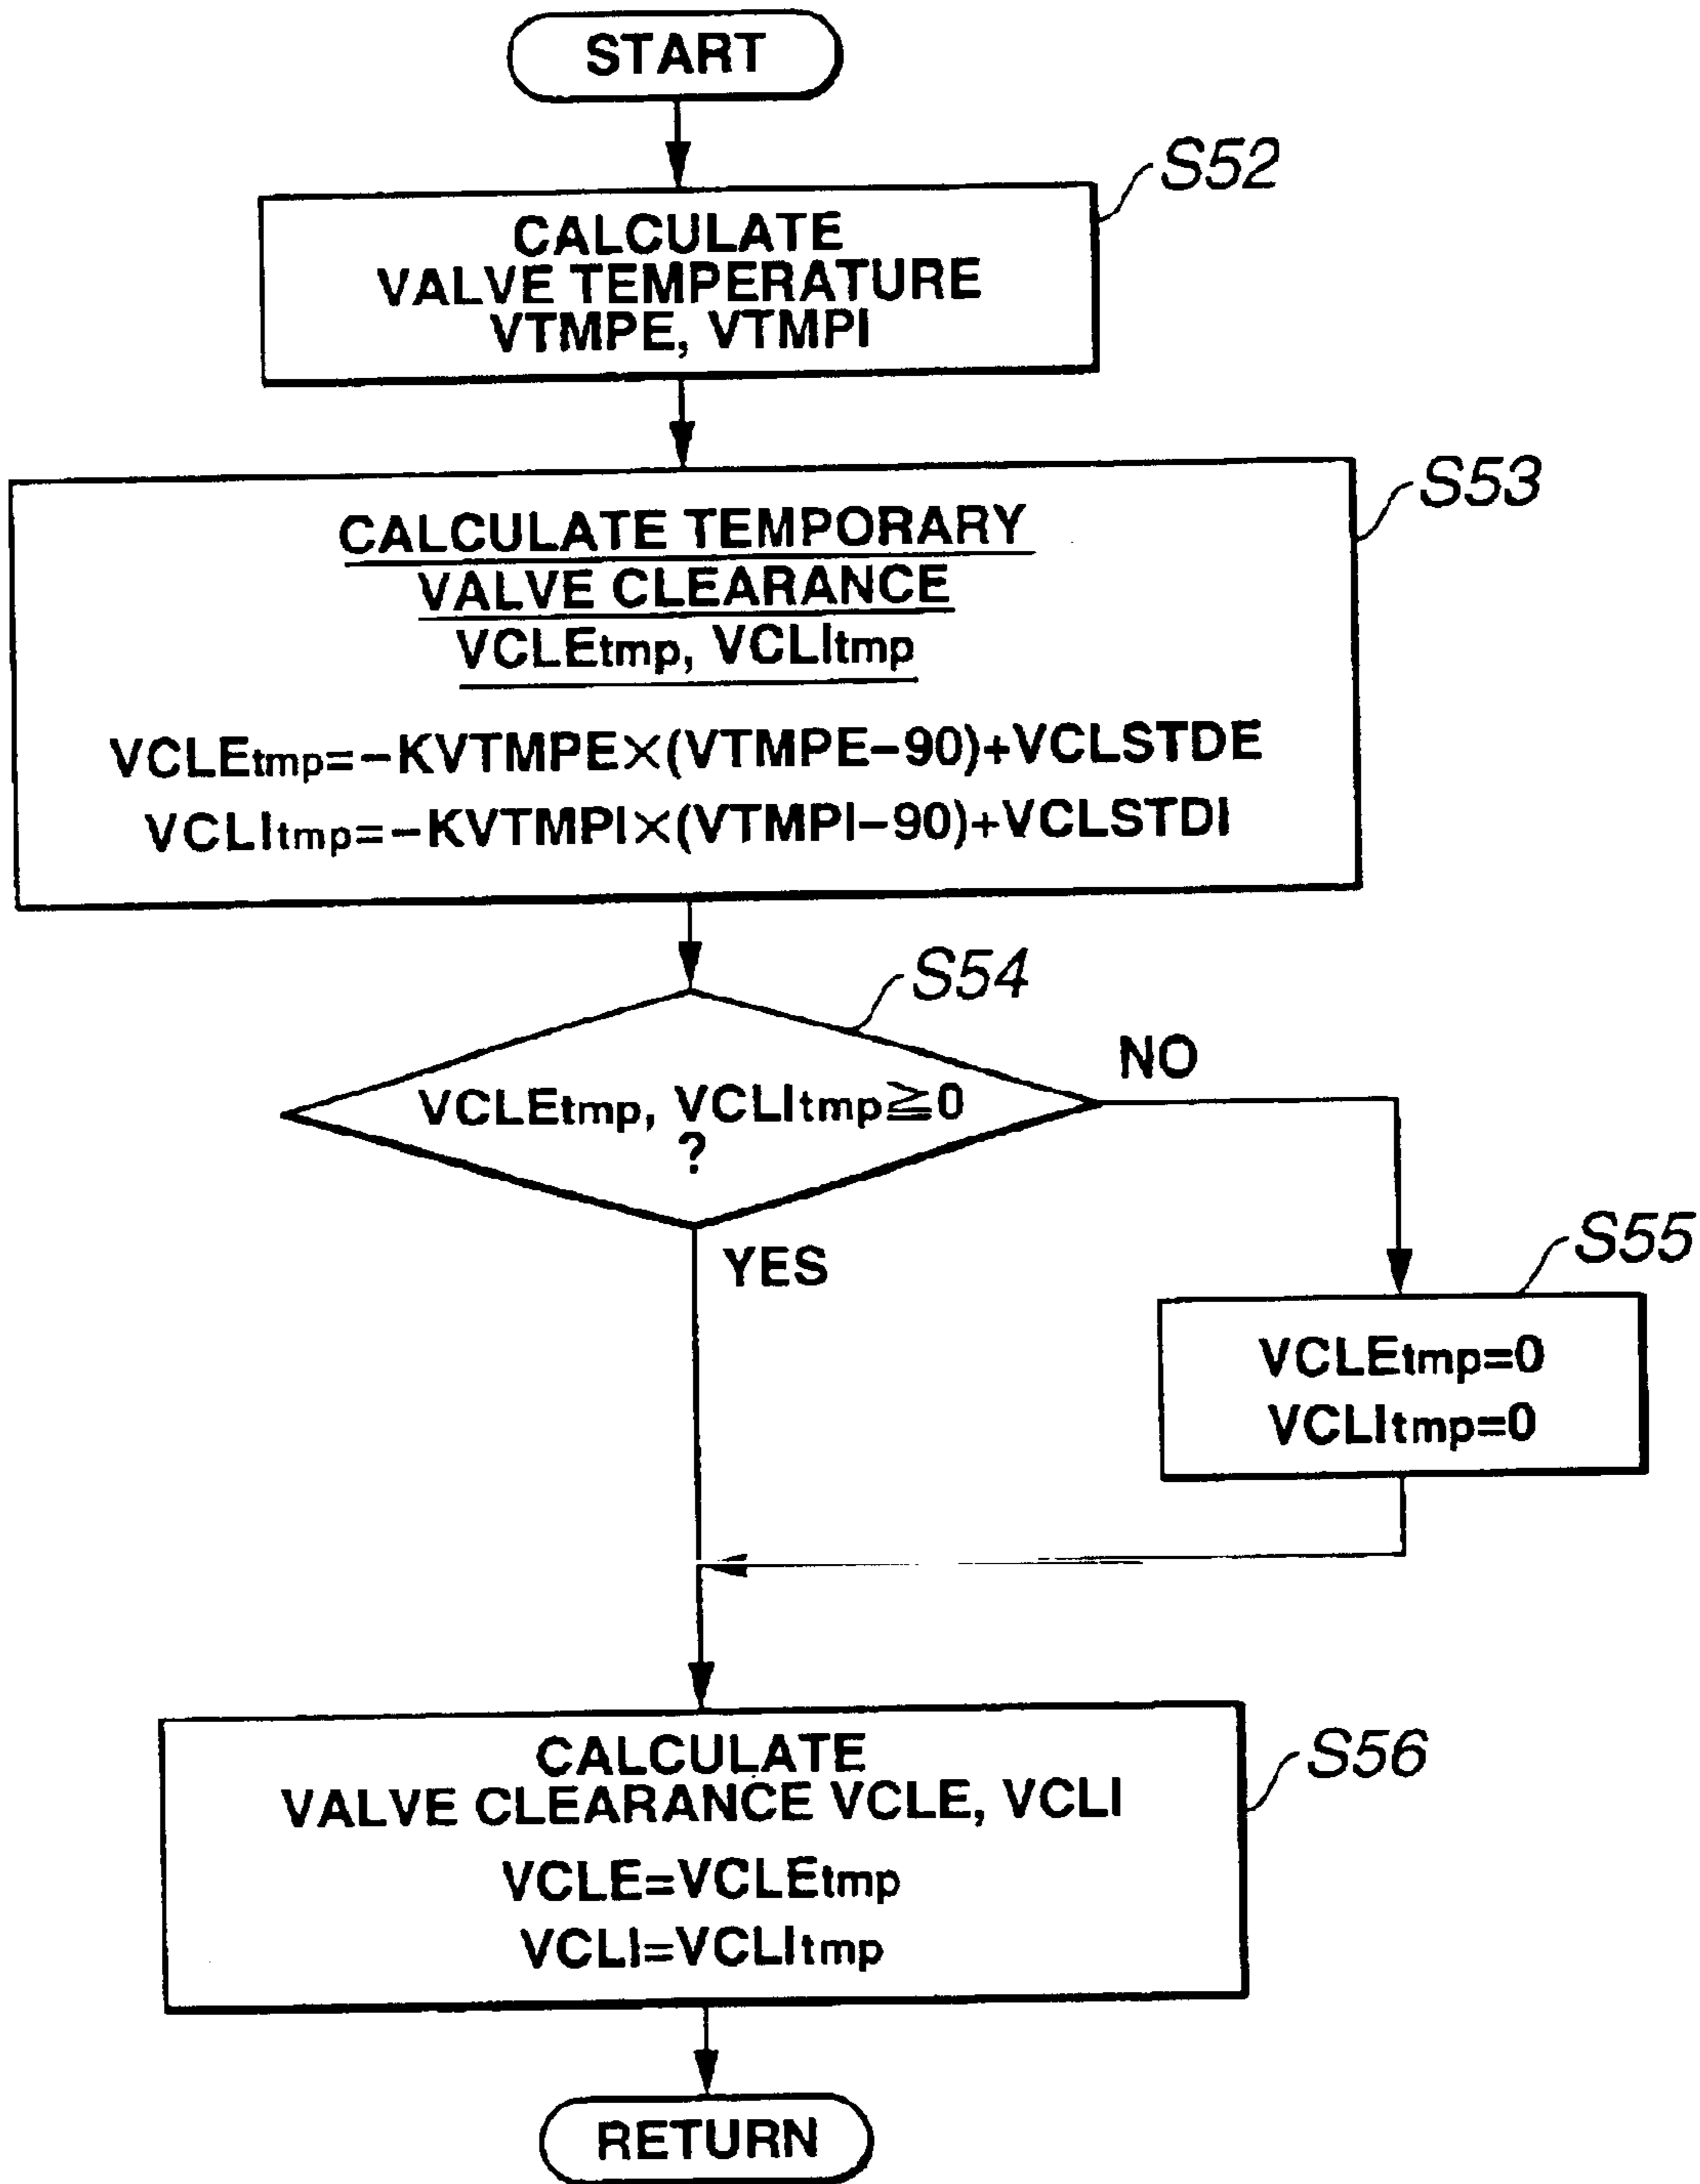 START
S52
CALCULATE
VALVE TEMPERATURE
VTMPE, VTMPI
S53
CALCULATE TEMPORARY
VALVE CLEARANCE
VCLEtmp, VCLItmp
VCLEtmp=−KVTMPE×(VTMPE−90)+VCLSTDE
VCLItmp=−KVTMPI×(VTMPI−90)+VCLSTDI
S54
VCLEtmp, VCLItmp≧0
?
NO
YES
S55
VCLEtmp=0
VCLItmp=0
S56
CALCULATE
VALVE CLEARANCE VCLE, VCLI
VCLE=VCLEtmp
VCLI=VCLItmp
RETURN